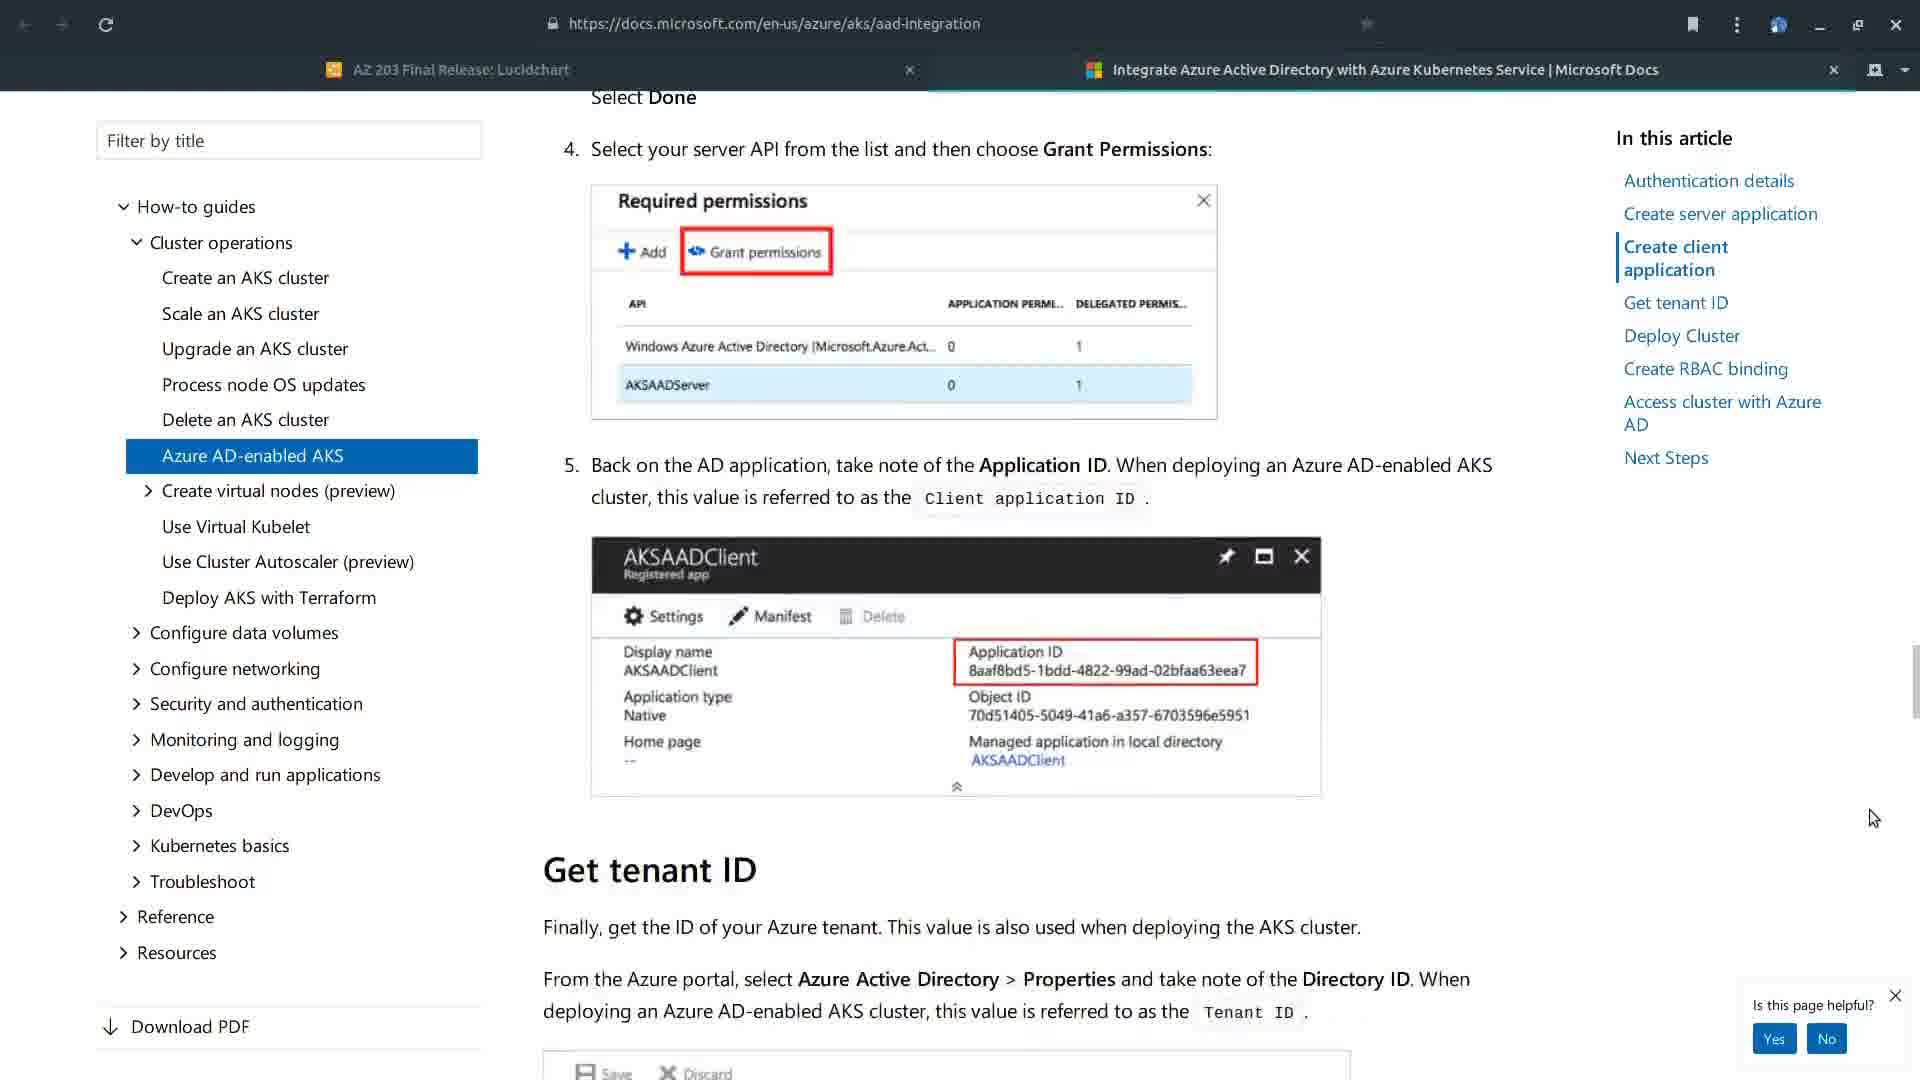 https://docs.microsoft.com/en-us/azure/aks/aad-integration
AZ 203 Final Release: Lucidchart
Integrate Azure Active Directory with Azure Kubernetes Service | Microsoft Docs
Filter by title
How-to guides
Cluster operations
Create an AKS cluster
Scale an AKS cluster
Upgrade an AKS cluster
Process node OS updates
Delete an AKS cluster
Azure AD-enabled AKS
Create virtual nodes (preview)
Use Virtual Kubelet
Use Cluster Autoscaler (preview)
Deploy AKS with Terraform
Configure data volumes
Configure networking
Security and authentication
Monitoring and logging
Develop and run applications
DevOps
Kubernetes basics
Troubleshoot
Reference
Resources
Download PDF
Select Done
4. Select your server API from the list and then choose Grant Permissions:
Required permissions
Add Grant permissions
API APPLICATION PERMI... DELEGATED PERMIS...
Windows Azure Active Directory (Microsoft.Azure.Act... 0 1
AKSAADServer 0 1
5. Back on the AD application, take note of the Application ID. When deploying an Azure AD-enabled AKS
cluster, this value is referred to as the Client application ID .
AKSAADClient
Registered app
Settings Manifest Delete
Display name
AKSAADClient
Application ID
8aaf8bd5-1bdd-4822-99ad-02bfaa63eea7
Application type
Native
Object ID
70d51405-5049-41a6-a357-6703596e5951
Home page
--
Managed application in local directory
AKSAADClient
Get tenant ID
Finally, get the ID of your Azure tenant. This value is also used when deploying the AKS cluster.
From the Azure portal, select Azure Active Directory > Properties and take note of the Directory ID. When
deploying an Azure AD-enabled AKS cluster, this value is referred to as the Tenant ID .
Save Discard
In this article
Authentication details
Create server application
Create client
application
Get tenant ID
Deploy Cluster
Create RBAC binding
Access cluster with Azure
AD
Next Steps
Is this page helpful?
Yes No